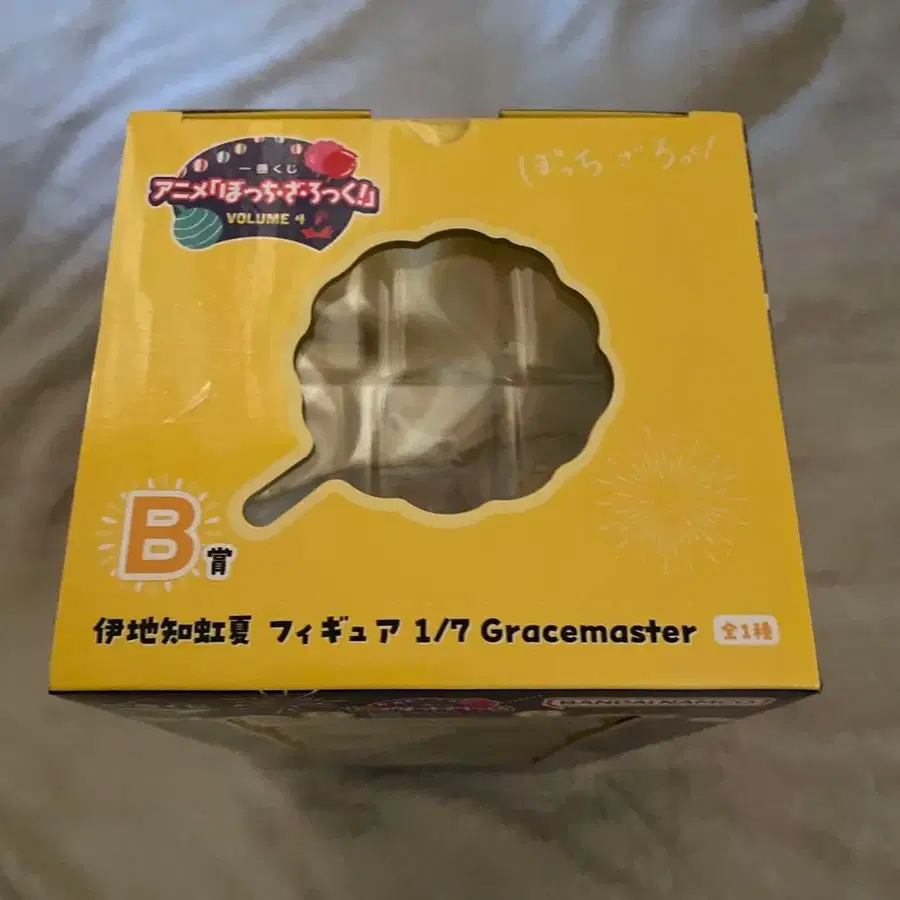 一番くじ
アニメ「ぼっち・ざ・ろっく!」
VOLUME 4
ぼっち・ざ・ろっく!
B賞
伊地知虹夏 フィギュア 1/7 Gracemaster 全1種
BANDAI NAMCO